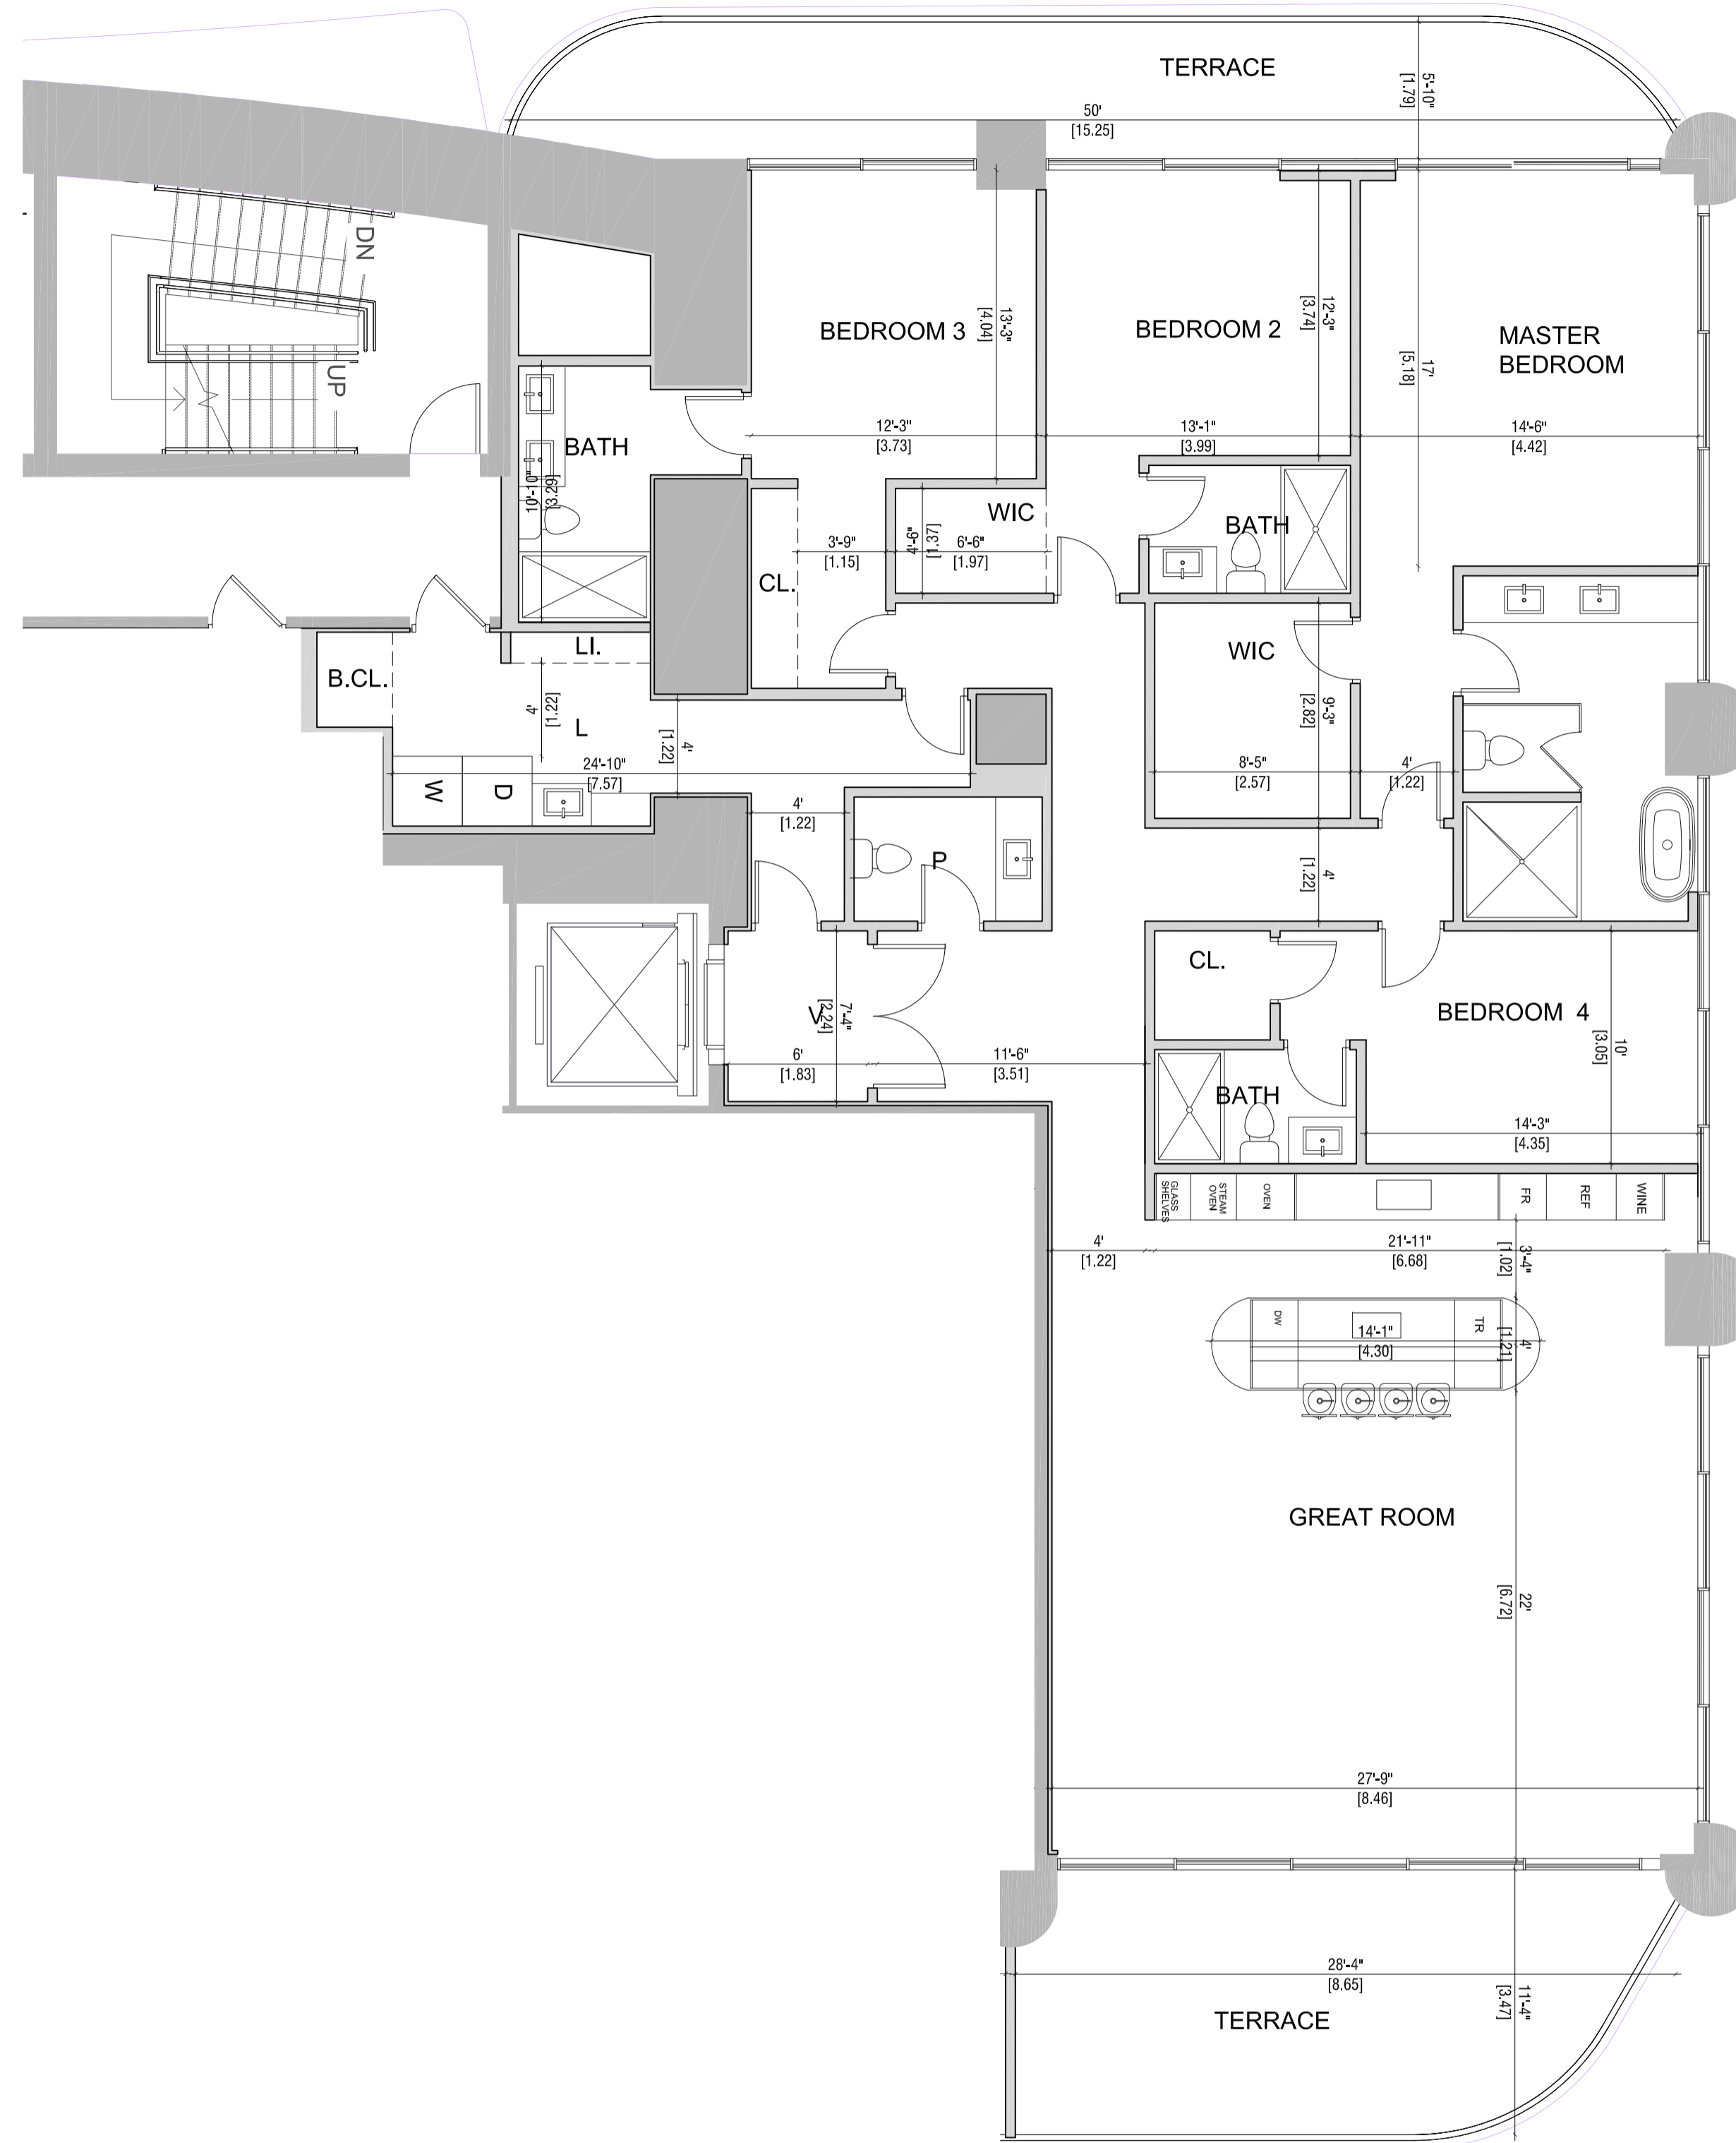 TERRACE
5'-10"
[1.79]
50'
[15.25]
DN
UP
BEDROOM 3
13'-3"
[4.04]
BEDROOM 2
12'-3"
[3.74]
MASTER
BEDROOM
17'
[5.18]
12'-3"
[3.73]
13'-1"
[3.99]
14'-6"
[4.42]
BATH
10'-10"
[3.29]
WIC
BATH
4'-6"
[1.37]
3'-9"
[1.15]
6'-6"
[1.97]
CL.
LI.
WIC
B.CL.
4'
[1.22]
L
4'
[1.22]
9'-3"
[2.82]
24'-10"
[7.57]
8'-5"
[2.57]
4'
[1.22]
W
D
4'
[1.22]
P
4'
[1.22]
CL.
V
7'-4"
[2.24]
BEDROOM 4
10'
[3.05]
6'
[1.83]
11'-6"
[3.51]
BATH
14'-3"
[4.35]
GLASS
SHELVES
STEAM
OVEN
OVEN
FR
REF
WINE
4'
[1.22]
21'-11"
[6.68]
3'-4"
[1.02]
DW
TR
14'-1"
[4.30]
4'
[1.21]
GREAT ROOM
22'
[6.72]
27'-9"
[8.46]
28'-4"
[8.65]
11'-4"
[3.47]
TERRACE